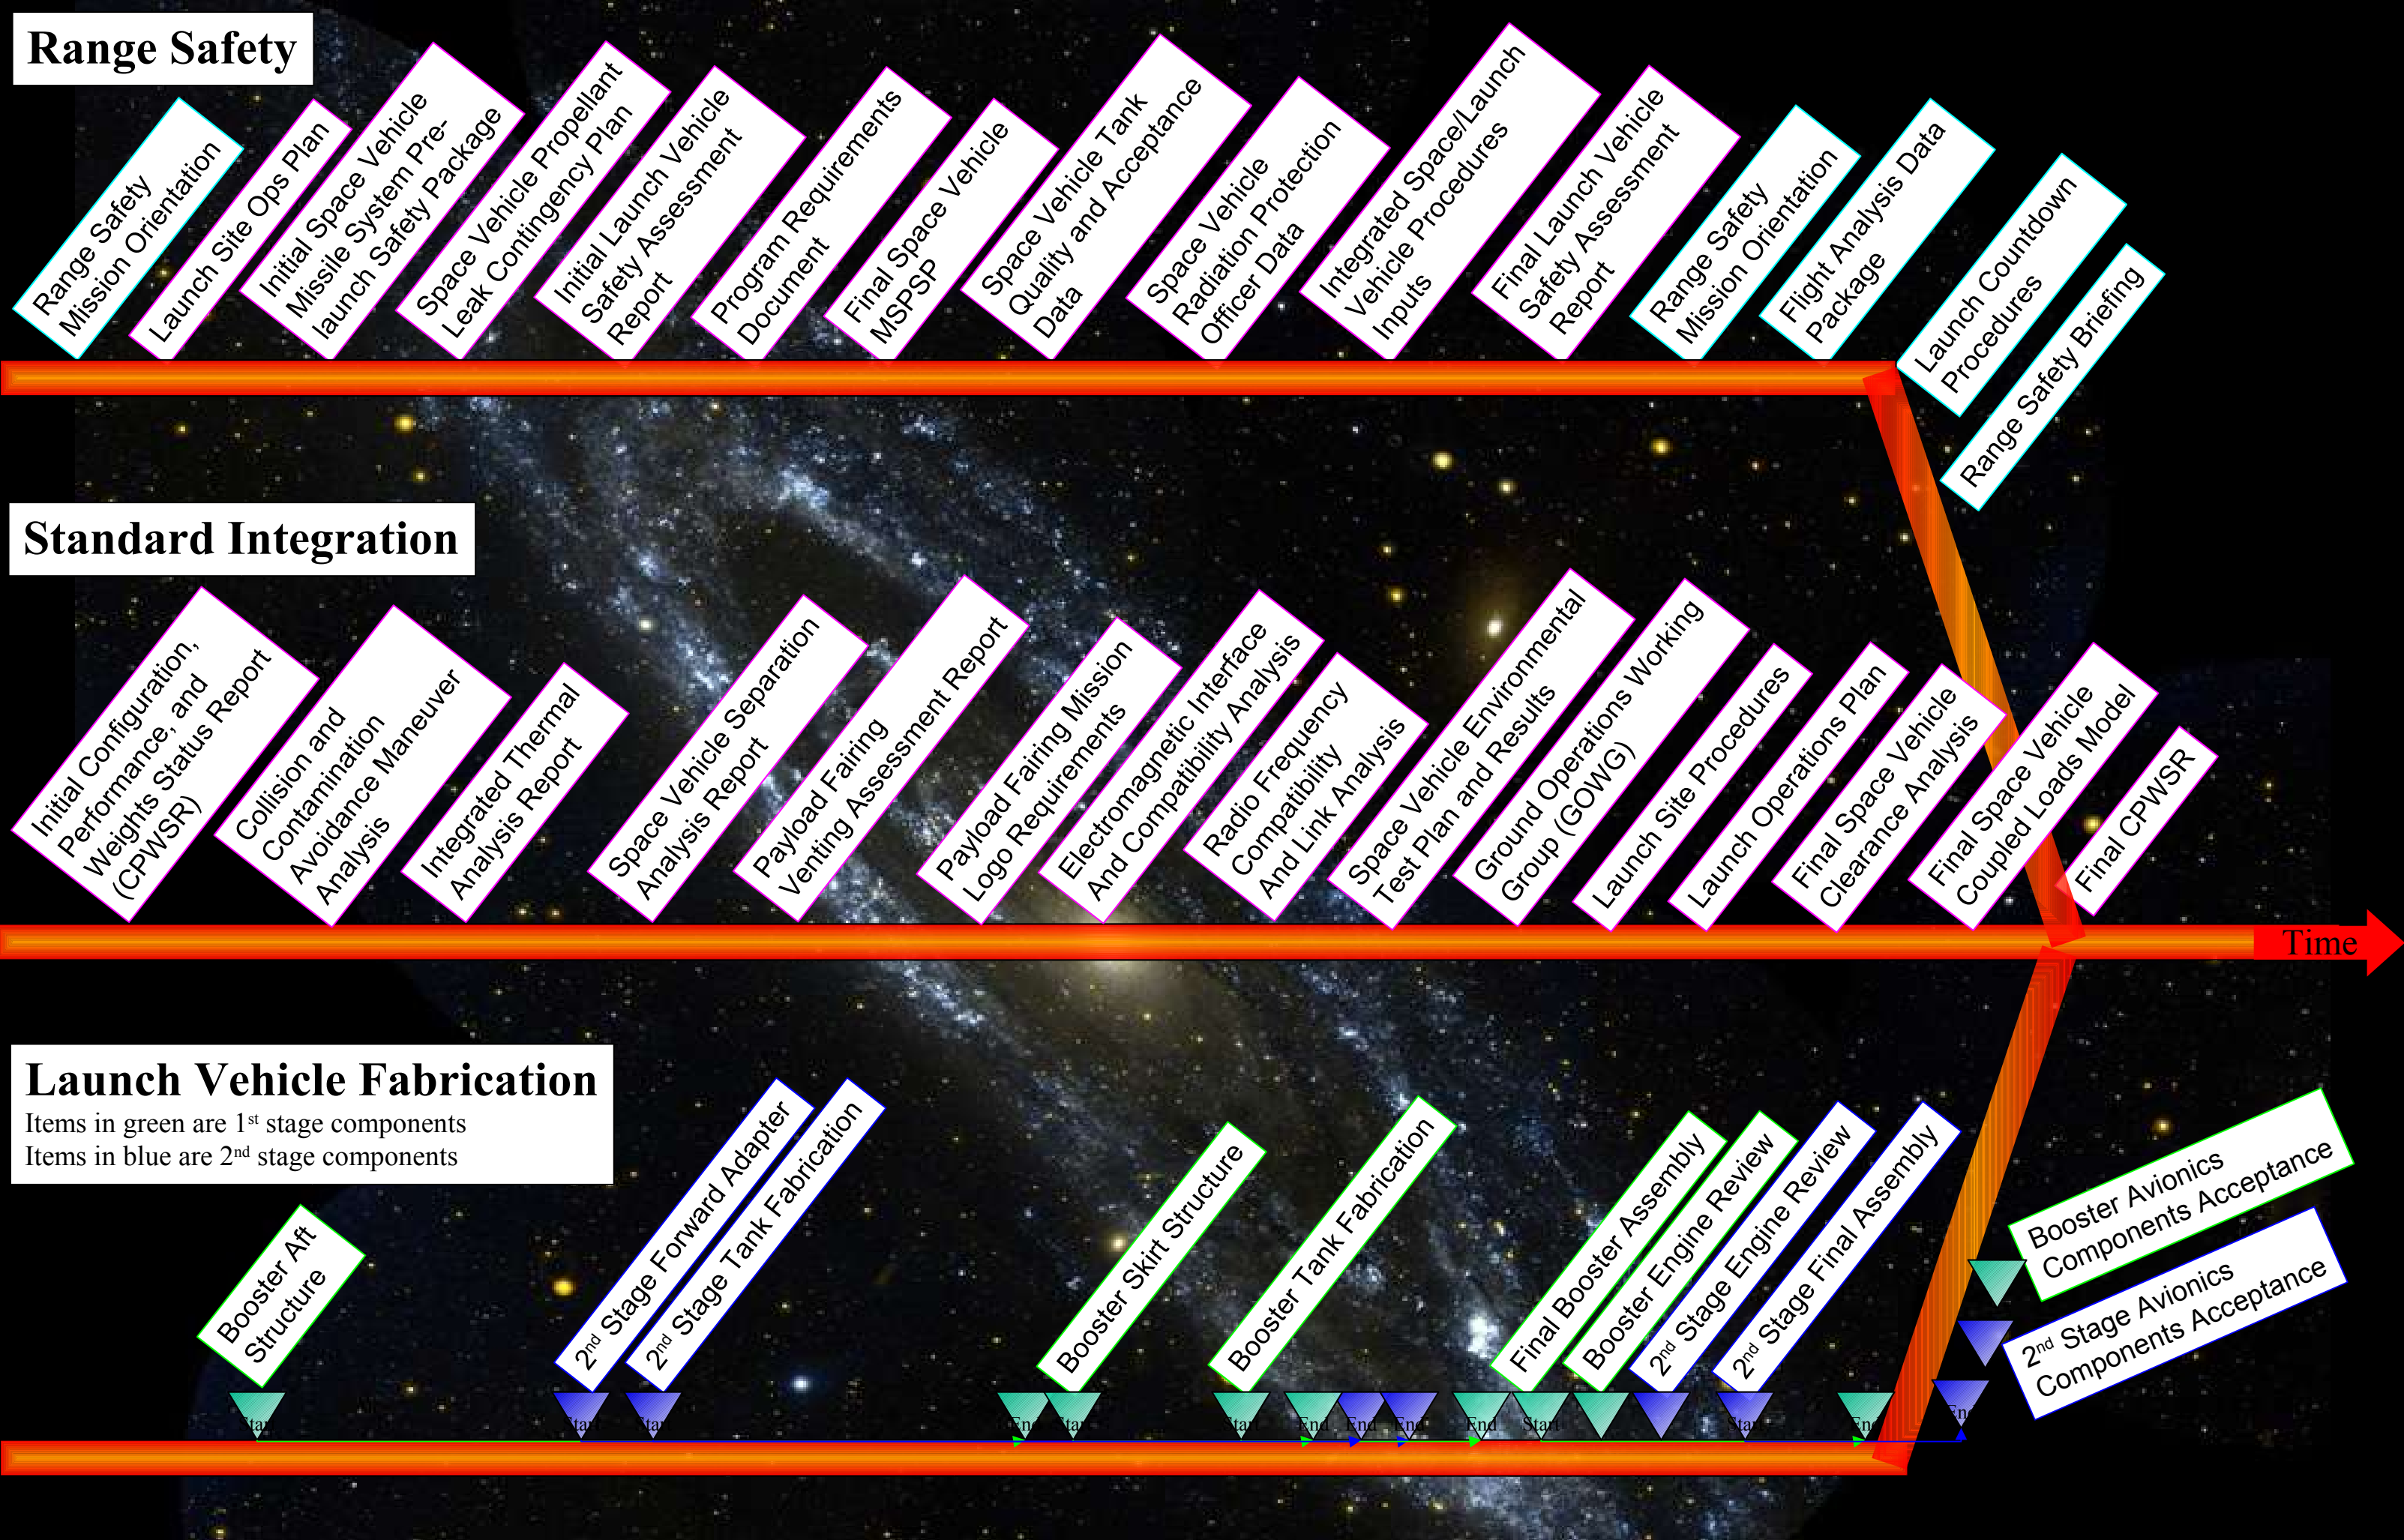 Range Safety
Range Safety
Mission Orientation
Launch Site Ops Plan
Initial Space Vehicle
Missile System Pre-
launch Safety Package
Space Vehicle Propellant
Leak Contingency Plan
Initial Launch Vehicle
Safety Assessment
Report
Program Requirements
Document
Final Space Vehicle
MSPSP
Space Vehicle Tank
Quality and Acceptance
Data
Space Vehicle
Radiation Protection
Officer Data
Integrated Space/Launch
Vehicle Procedures
Inputs
Final Launch Vehicle
Safety Assessment
Report
Range Safety
Mission Orientation
Flight Analysis Data
Package
Launch Countdown
Procedures
Range Safety Briefing
Standard Integration
Initial Configuration,
Performance, and
Weights Status Report
(CPWSR)
Collision and
Contamination
Avoidance Maneuver
Analysis
Integrated Thermal
Analysis Report
Space Vehicle Separation
Analysis Report
Payload Fairing
Venting Assessment Report
Payload Fairing Mission
Logo Requirements
Electromagnetic Interface
And Compatibility Analysis
Radio Frequency
Compatibility
And Link Analysis
Space Vehicle Environmental
Test Plan and Results
Ground Operations Working
Group (GOWG)
Launch Site Procedures
Launch Operations Plan
Final Space Vehicle
Clearance Analysis
Final Space Vehicle
Coupled Loads Model
Final CPWSR
Time
Launch Vehicle Fabrication
Items in green are 1st stage components
Items in blue are 2nd stage components
Booster Aft
Structure
2nd Stage Forward Adapter
2nd Stage Tank Fabrication
Booster Skirt Structure
Booster Tank Fabrication
Final Booster Assembly
Booster Engine Review
2nd Stage Engine Review
2nd Stage Final Assembly
Booster Avionics
Components Acceptance
2nd Stage Avionics
Components Acceptance
Start
Start
Start
End
Start
Start
End
End
End
End
Start
Start
End
End